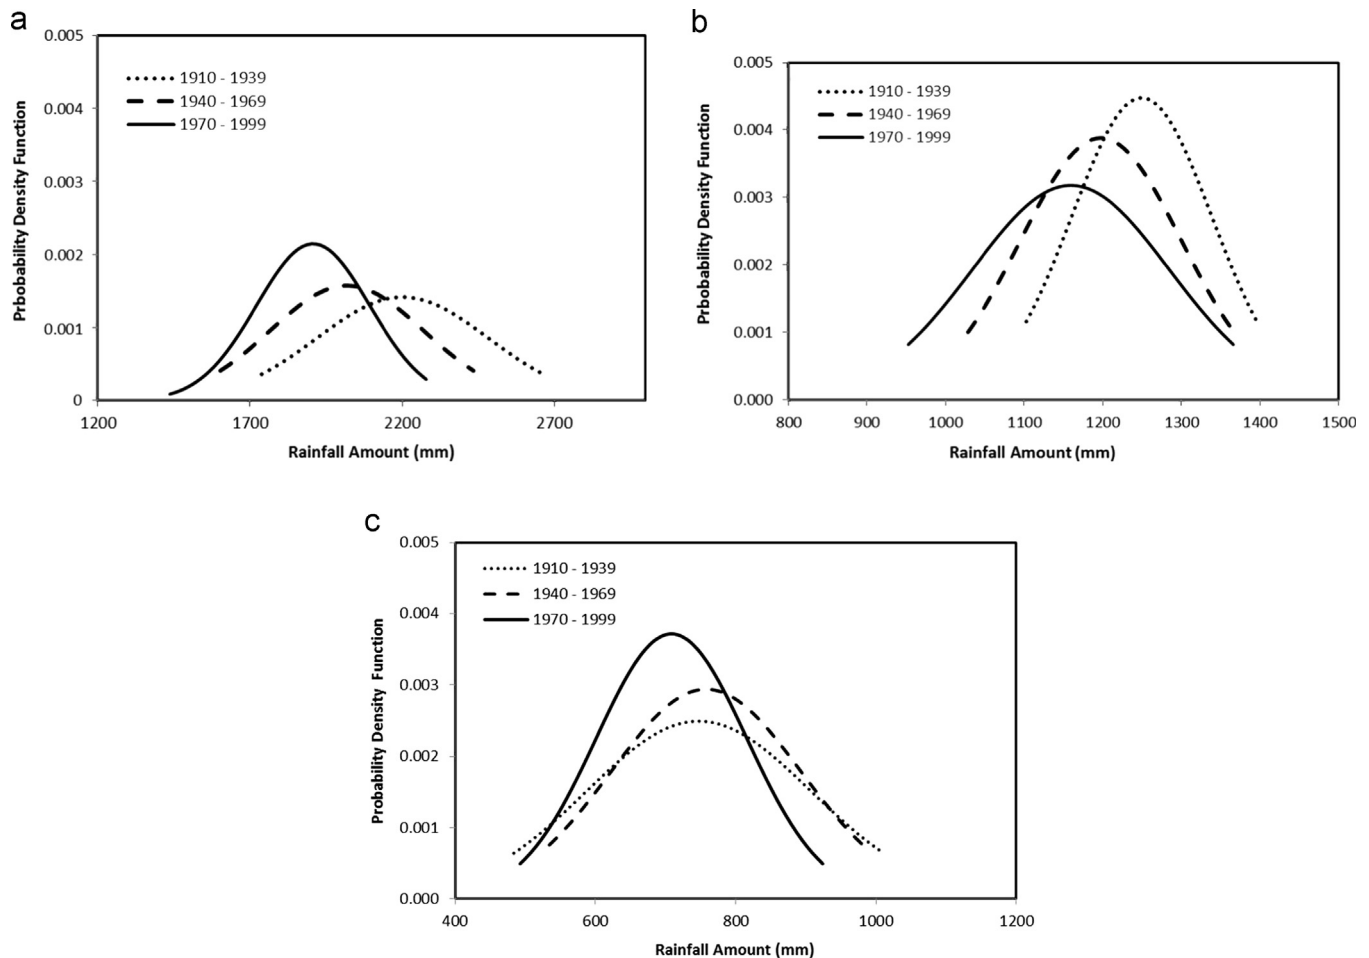 a
0.005
0.004
0.003
0.002
0.001
0
Prbobability Density Function
1910 - 1939
1940 - 1969
1970 - 1999
1200 1700 2200 2700
Rainfall Amount (mm)
b
0.005
0.004
0.003
0.002
0.001
0.000
Prbobability Density Function
1910 - 1939
1940 - 1969
1970 - 1999
800 900 1000 1100 1200 1300 1400 1500
Rainfall Amount (mm)
c
0.005
0.004
0.003
0.002
0.001
0.000
Probability Density Function
1910 - 1939
1940 - 1969
1970 - 1999
400 600 800 1000 1200
Rainfall Amount (mm)